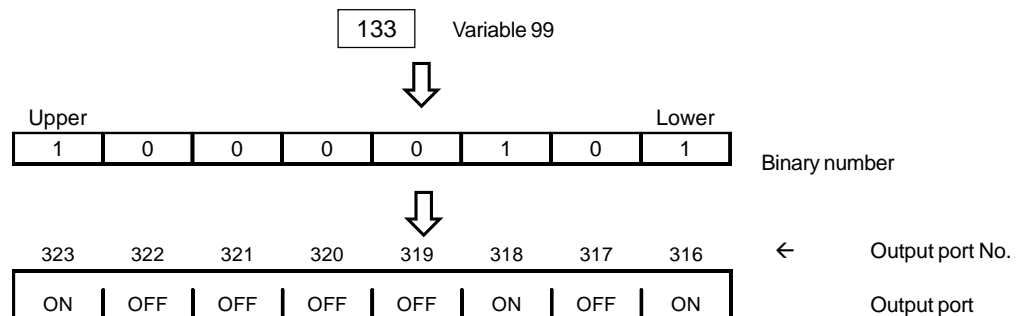 133 Variable 99
Upper Lower
1 0 0 0 0 1 0 1
Binary number
323 322 321 320 319 318 317 316 ← Output port No.
ON OFF OFF OFF OFF ON OFF ON Output port